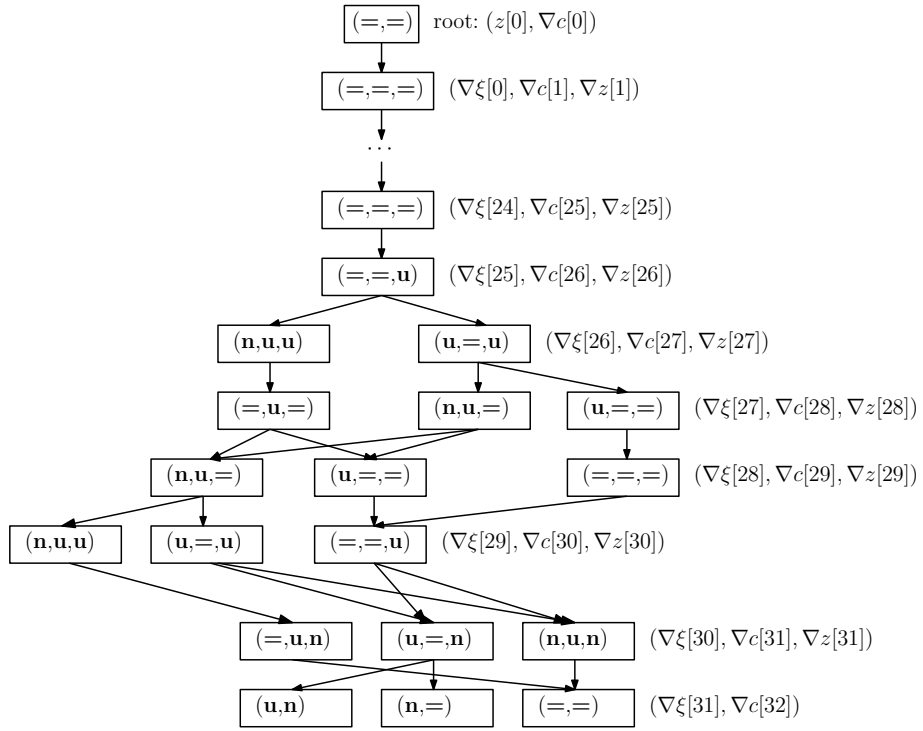 (=,=) root: (z[0], ∇c[0])
(=,=,=) (∇ξ[0], ∇c[1], ∇z[1])
...
(=,=,=) (∇ξ[24], ∇c[25], ∇z[25])
(=,=,u) (∇ξ[25], ∇c[26], ∇z[26])
(n,u,u) (u,=,u) (∇ξ[26], ∇c[27], ∇z[27])
(=,u,=) (n,u,=) (u,=,=) (∇ξ[27], ∇c[28], ∇z[28])
(n,u,=) (u,=,=) (=,=,=) (∇ξ[28], ∇c[29], ∇z[29])
(n,u,u) (u,=,u) (=,=,u) (∇ξ[29], ∇c[30], ∇z[30])
(=,u,n) (u,=,n) (n,u,n) (∇ξ[30], ∇c[31], ∇z[31])
(u,n) (n,=) (=,=) (∇ξ[31], ∇c[32])